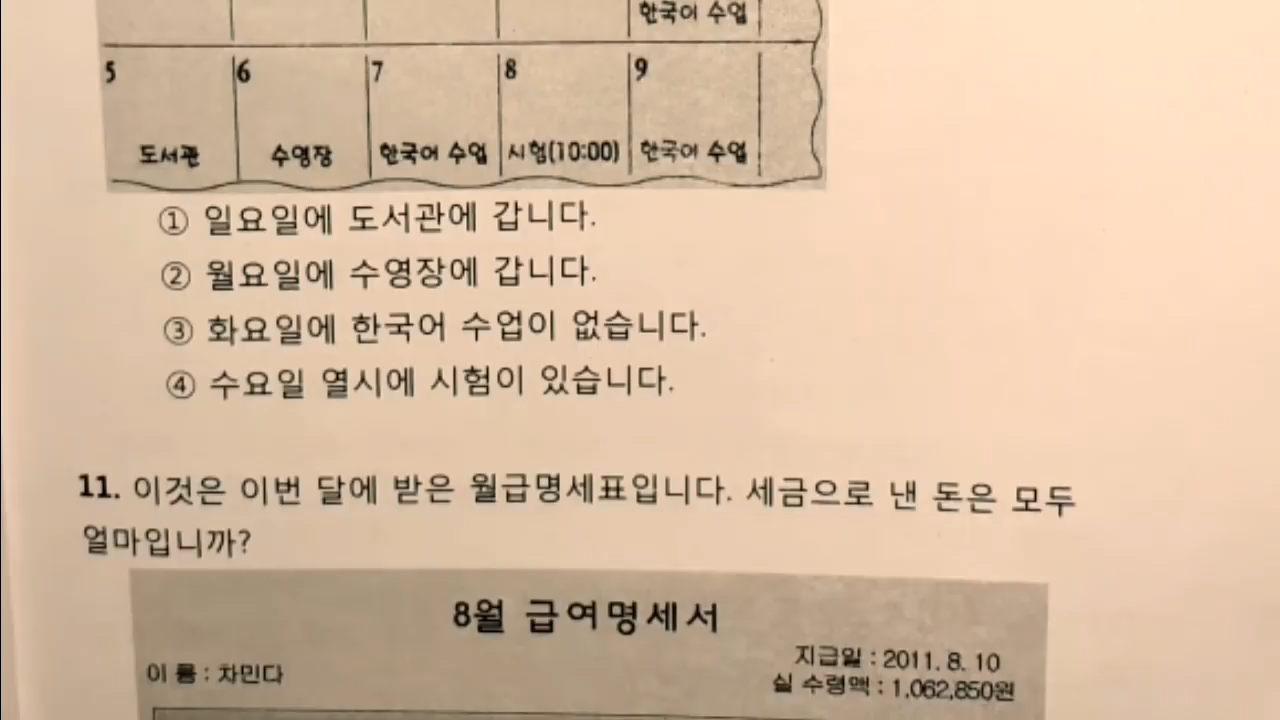 한국어 수업
5 6 7 8 9
도서관 수영장 한국어 수업 시험(10:00) 한국어 수업
① 일요일에 도서관에 갑니다.
② 월요일에 수영장에 갑니다.
③ 화요일에 한국어 수업이 없습니다.
④ 수요일 열시에 시험이 있습니다.
11. 이것은 이번 달에 받은 월급명세표입니다. 세금으로 낸 돈은 모두
얼마입니까?
8월 급여명세서
지급일 : 2011. 8. 10
이 름 : 차민다
실 수령액 : 1,062,850원